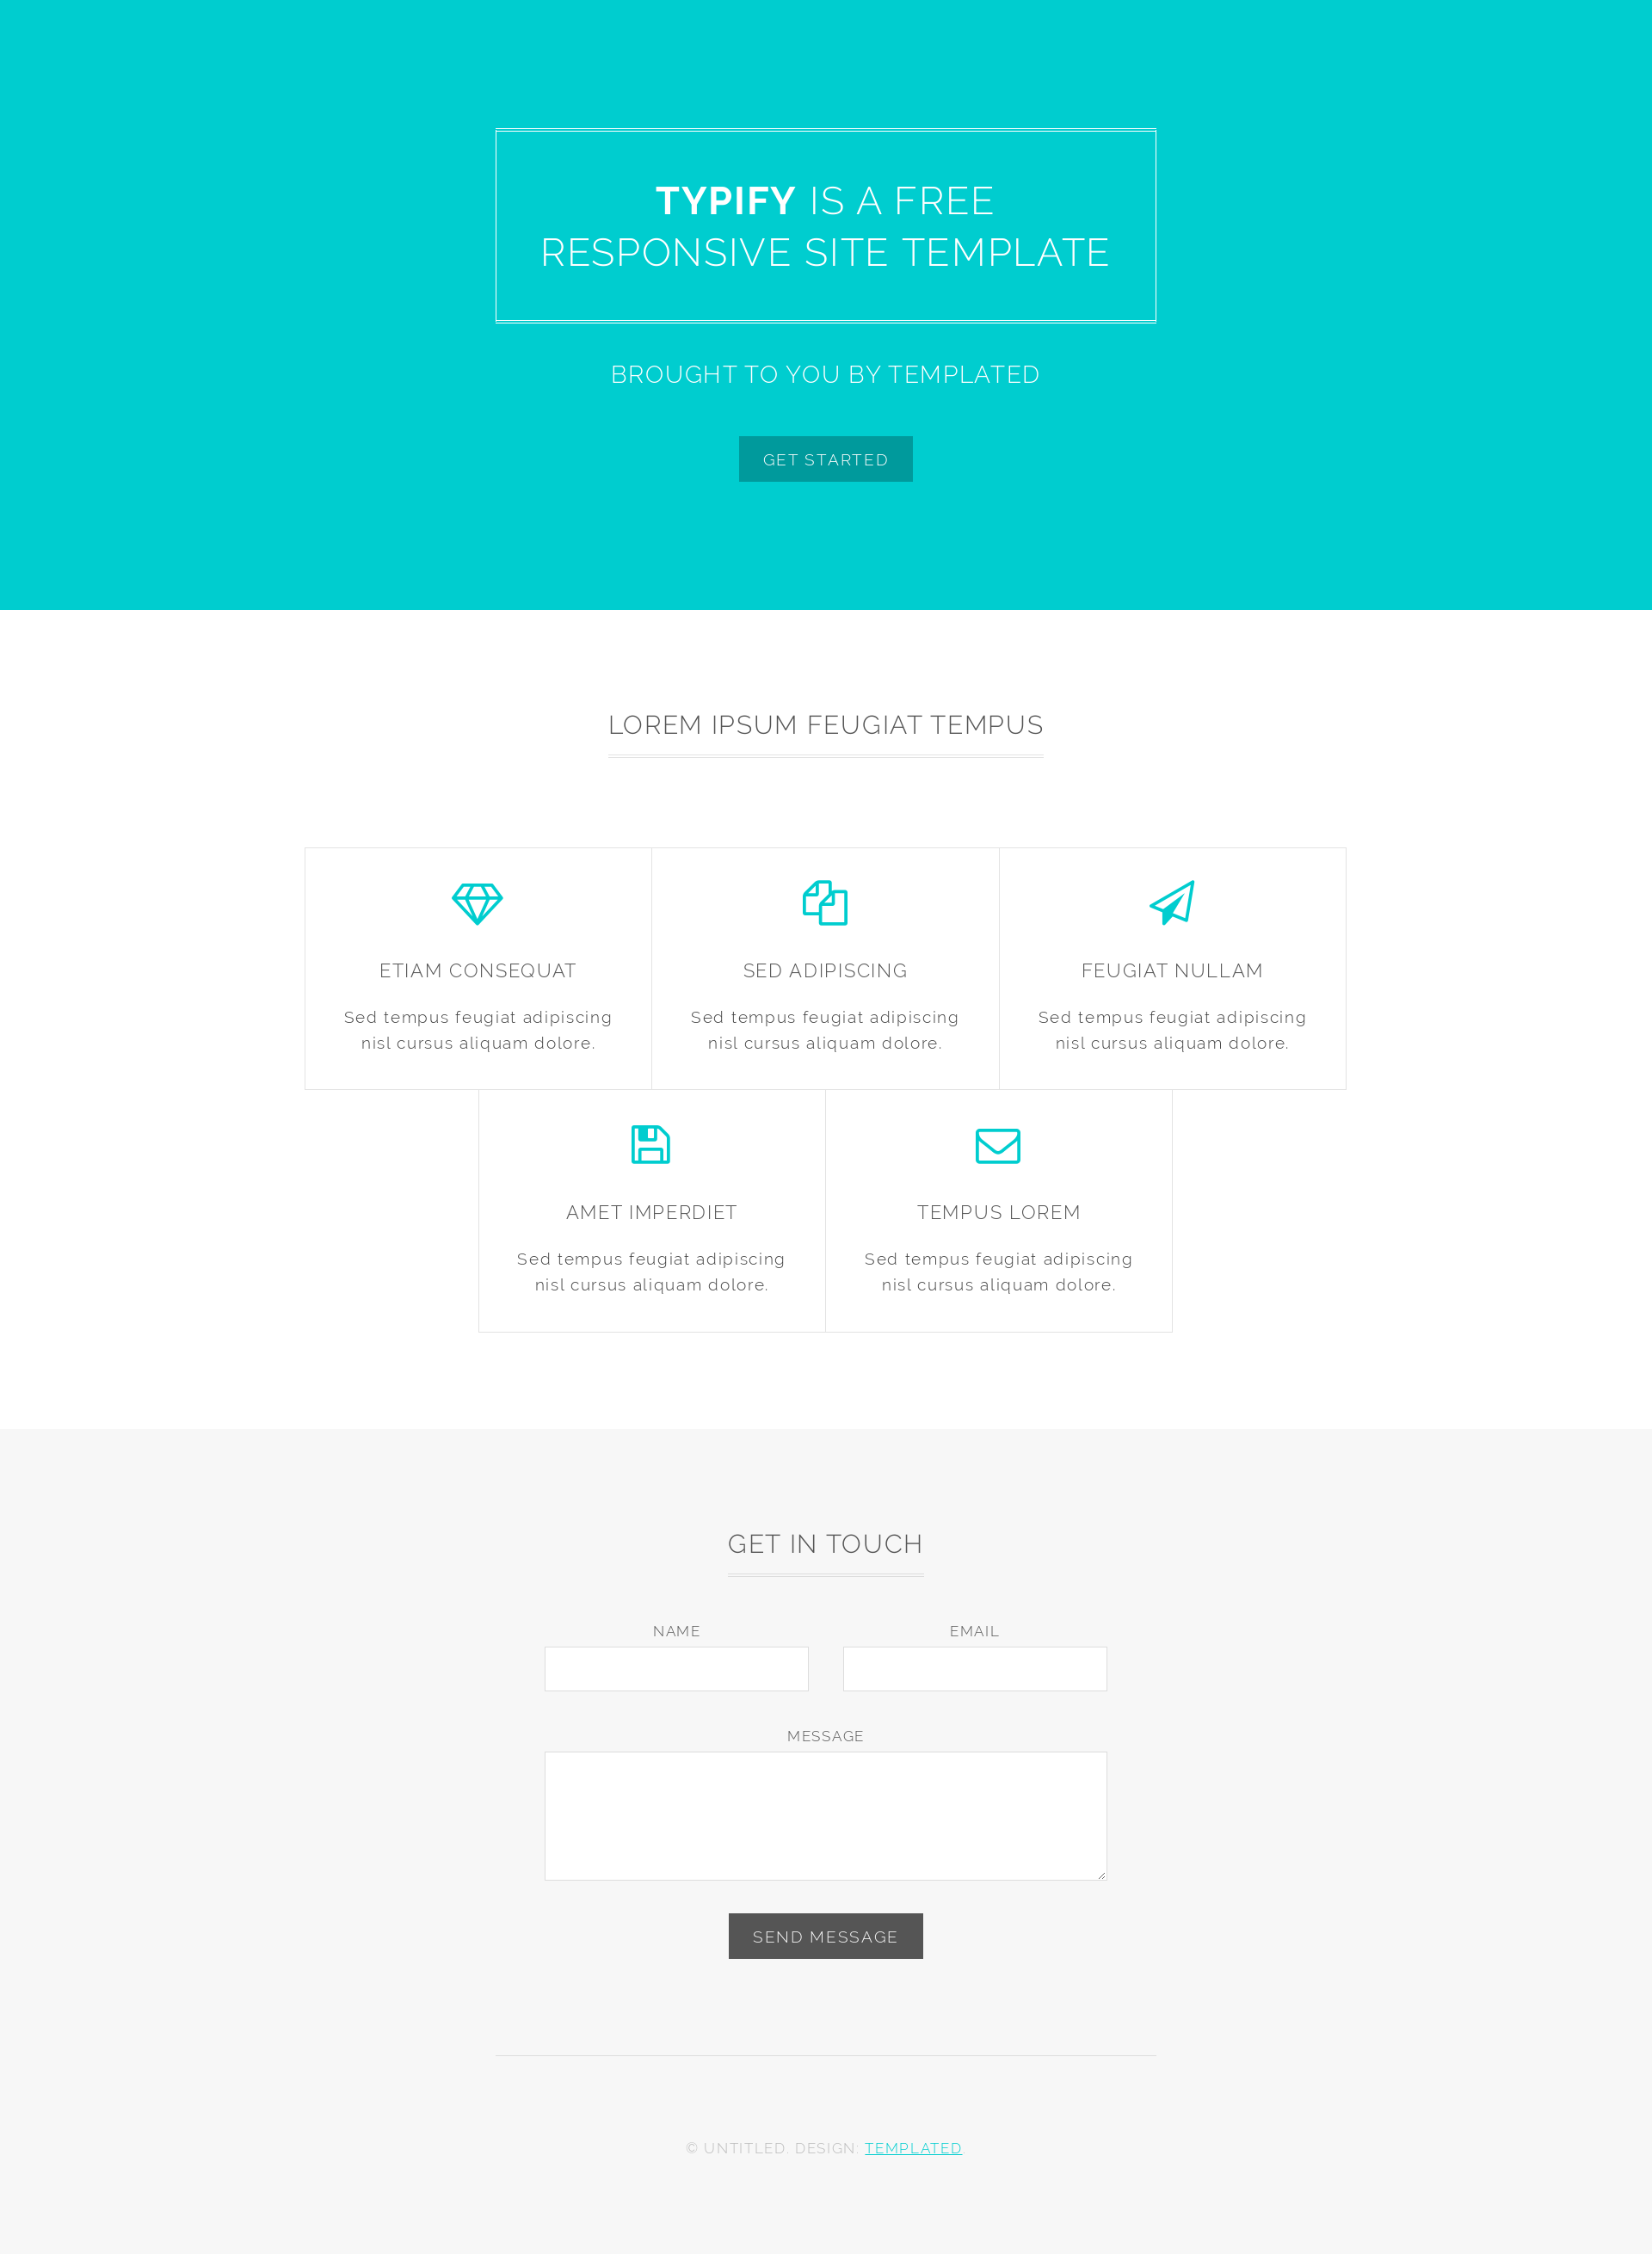 TYPIFY IS A FREE
RESPONSIVE SITE TEMPLATE
BROUGHT TO YOU BY TEMPLATED
GET STARTED
LOREM IPSUM FEUGIAT TEMPUS
ETIAM CONSEQUAT
Sed tempus feugiat adipiscing
nisl cursus aliquam dolore.
SED ADIPISCING
Sed tempus feugiat adipiscing
nisl cursus aliquam dolore.
FEUGIAT NULLAM
Sed tempus feugiat adipiscing
nisl cursus aliquam dolore.
AMET IMPERDIET
Sed tempus feugiat adipiscing
nisl cursus aliquam dolore.
TEMPUS LOREM
Sed tempus feugiat adipiscing
nisl cursus aliquam dolore.
GET IN TOUCH
NAME
EMAIL
MESSAGE
SEND MESSAGE
© UNTITLED. DESIGN: TEMPLATED